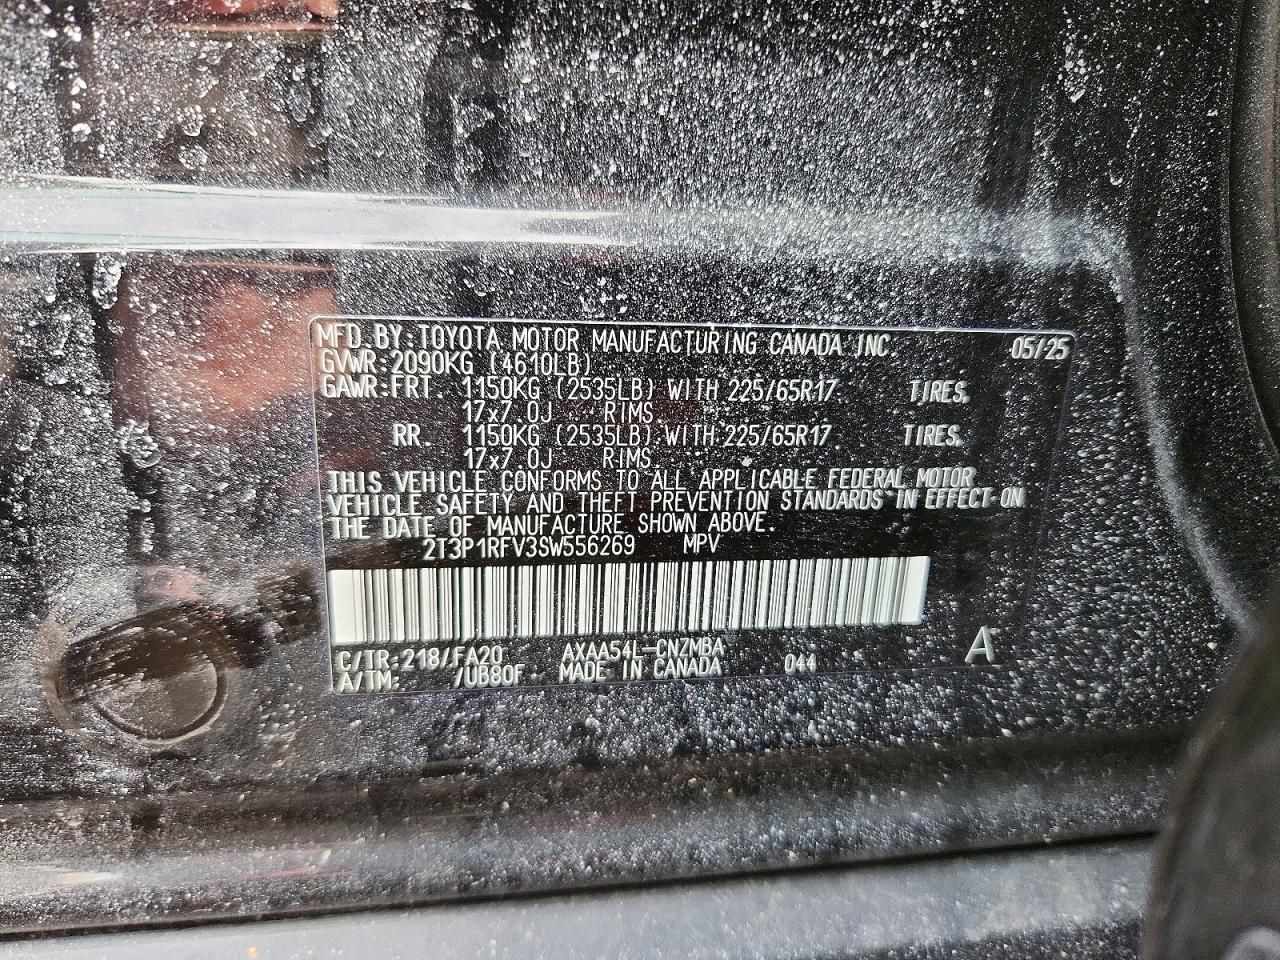 MFD.BY:TOYOTA MOTOR MANUFACTURING CANADA INC. 05/25
GVWR:2090KG (4610LB)
GAWR:FRT. 1150KG (2535LB) WITH 225/65R17 TIRES.
17x7.0J RIMS
RR. 1150KG (2535LB) WITH 225/65R17 TIRES.
17x7.0J RIMS
THIS VEHICLE CONFORMS TO ALL APPLICABLE FEDERAL MOTOR
VEHICLE SAFETY AND THEFT PREVENTION STANDARDS IN EFFECT ON
THE DATE OF MANUFACTURE SHOWN ABOVE.
2T3P1RFV3SW556269 MPV
C/TR:218/FA20 AXAA54L-CNZMBA
A/TM: /UB80F MADE IN CANADA 044 A